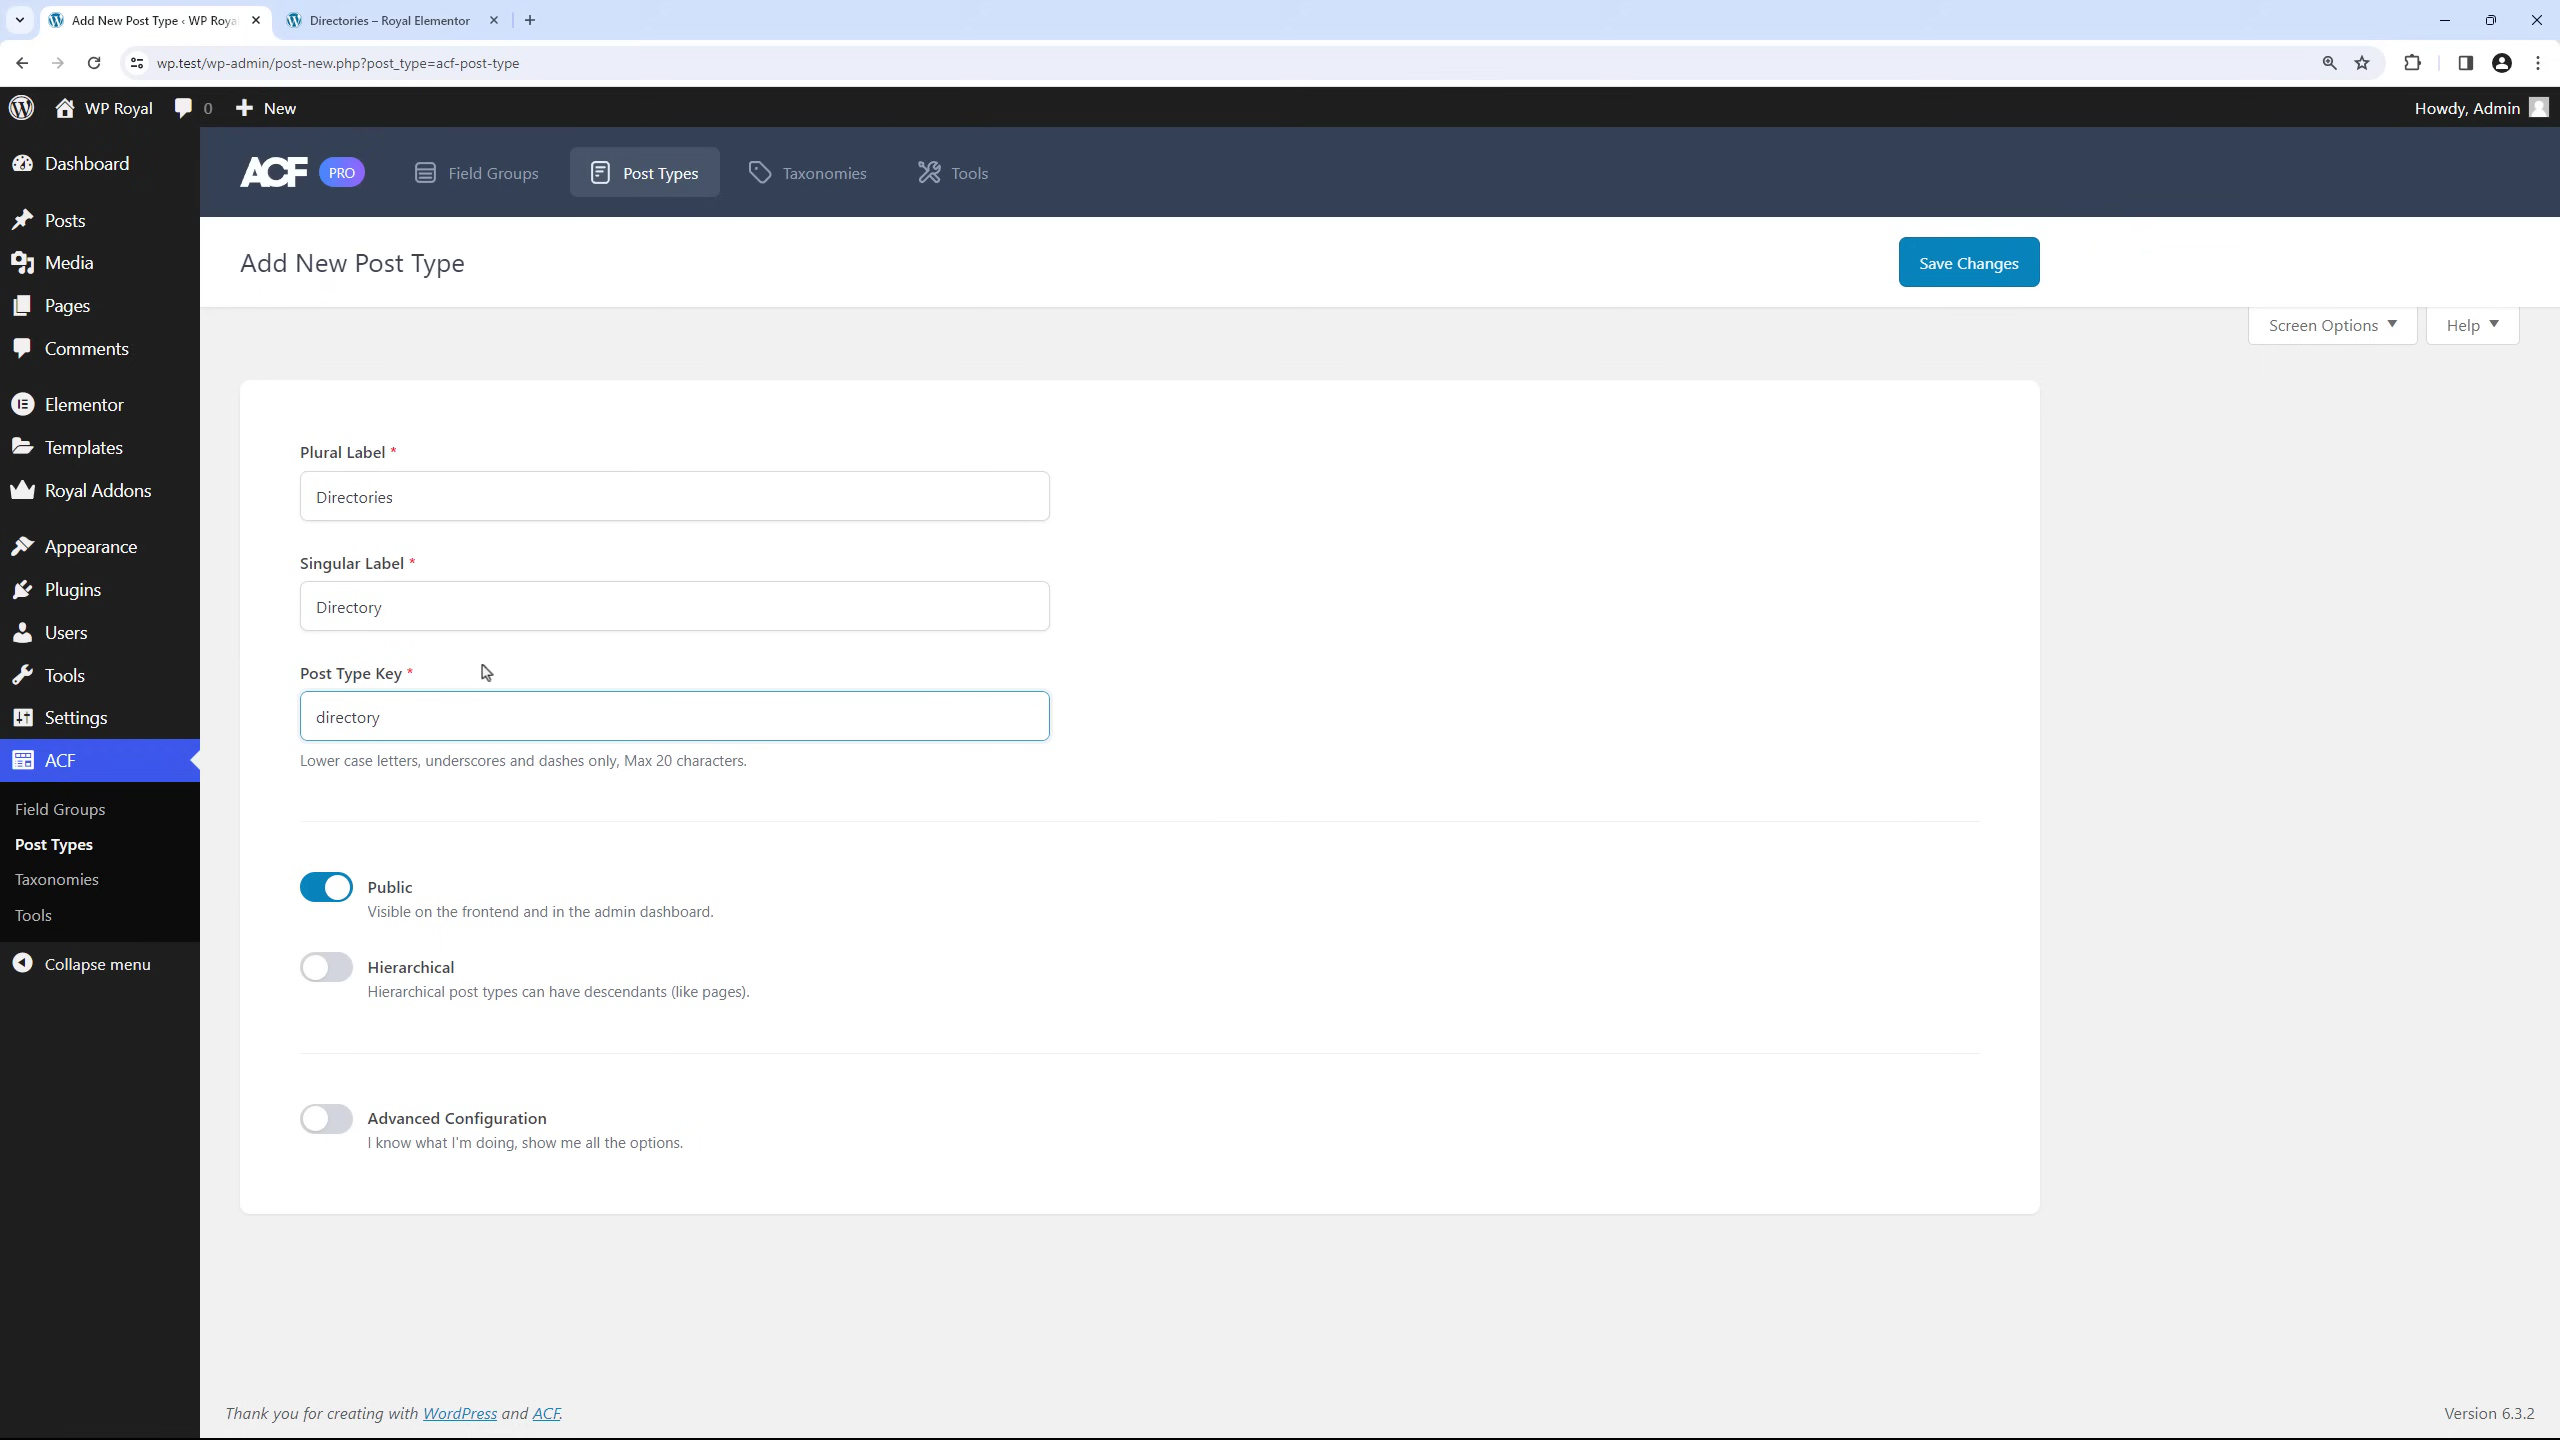 Add New Post Type ‹ WP Roya
Directories – Royal Elementor
wp.test/wp-admin/post-new.php?post_type=acf-post-type
WP Royal
0
New
Howdy, Admin
Dashboard
Posts
Media
Pages
Comments
Elementor
Templates
Royal Addons
Appearance
Plugins
Users
Tools
Settings
ACF
Field Groups
Post Types
Taxonomies
Tools
Collapse menu
ACF PRO
Field Groups
Post Types
Taxonomies
Tools
Add New Post Type
Save Changes
Screen Options
Help
Plural Label *
Directories
Singular Label *
Directory
Post Type Key *
directory
Lower case letters, underscores and dashes only, Max 20 characters.
Public
Visible on the frontend and in the admin dashboard.
Hierarchical
Hierarchical post types can have descendants (like pages).
Advanced Configuration
I know what I'm doing, show me all the options.
Thank you for creating with WordPress and ACF.
Version 6.3.2